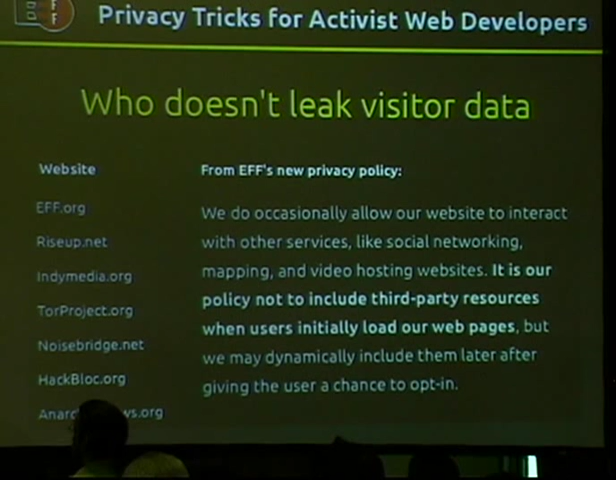 Privacy Tricks for Activist Web Developers
Who doesn't leak visitor data
Website
EFF.org
Riseup.net
Indymedia.org
TorProject.org
Noisebridge.net
HackBloc.org
From EFF's new privacy policy:
We do occasionally allow our website to interact
with other services, like social networking,
mapping, and video hosting websites. It is our
policy not to include third-party resources
when users initially load our web pages, but
we may dynamically include them later after
giving the user a chance to opt-in.